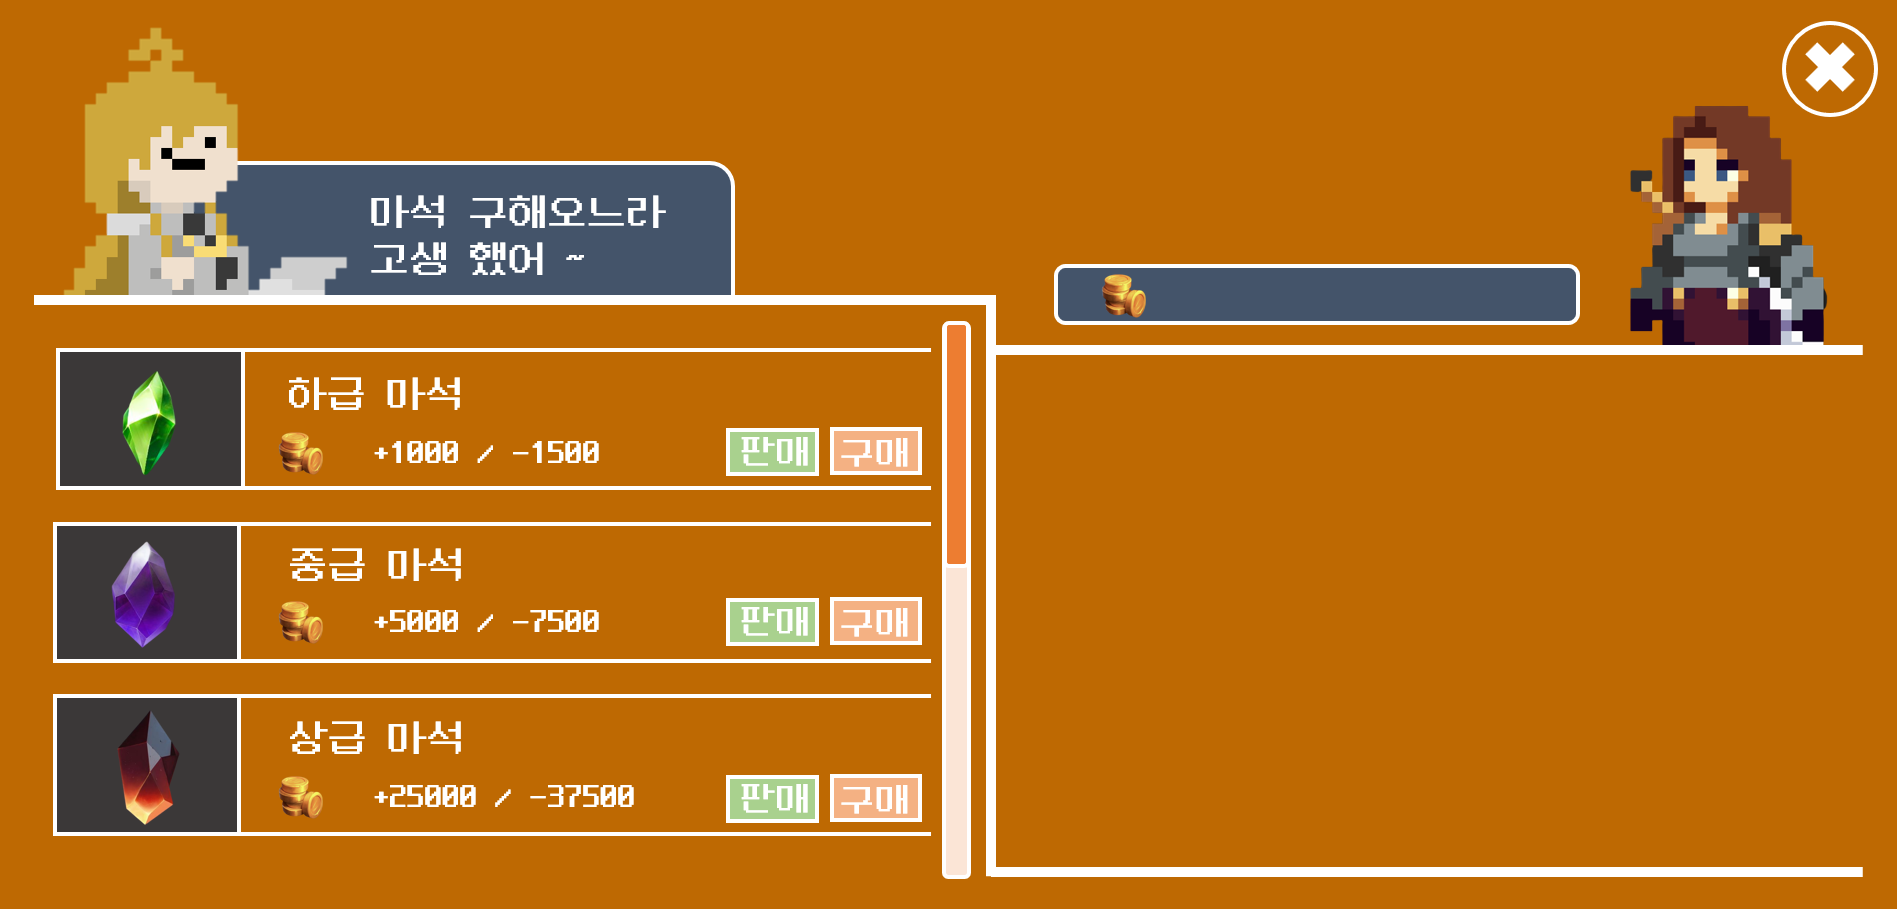 마석 구해오느라
고생 했어 ~
하급 마석
+1000 / -1500
판매 구매
중급 마석
+5000 / -7500
판매 구매
상급 마석
+25000 / -37500
판매 구매